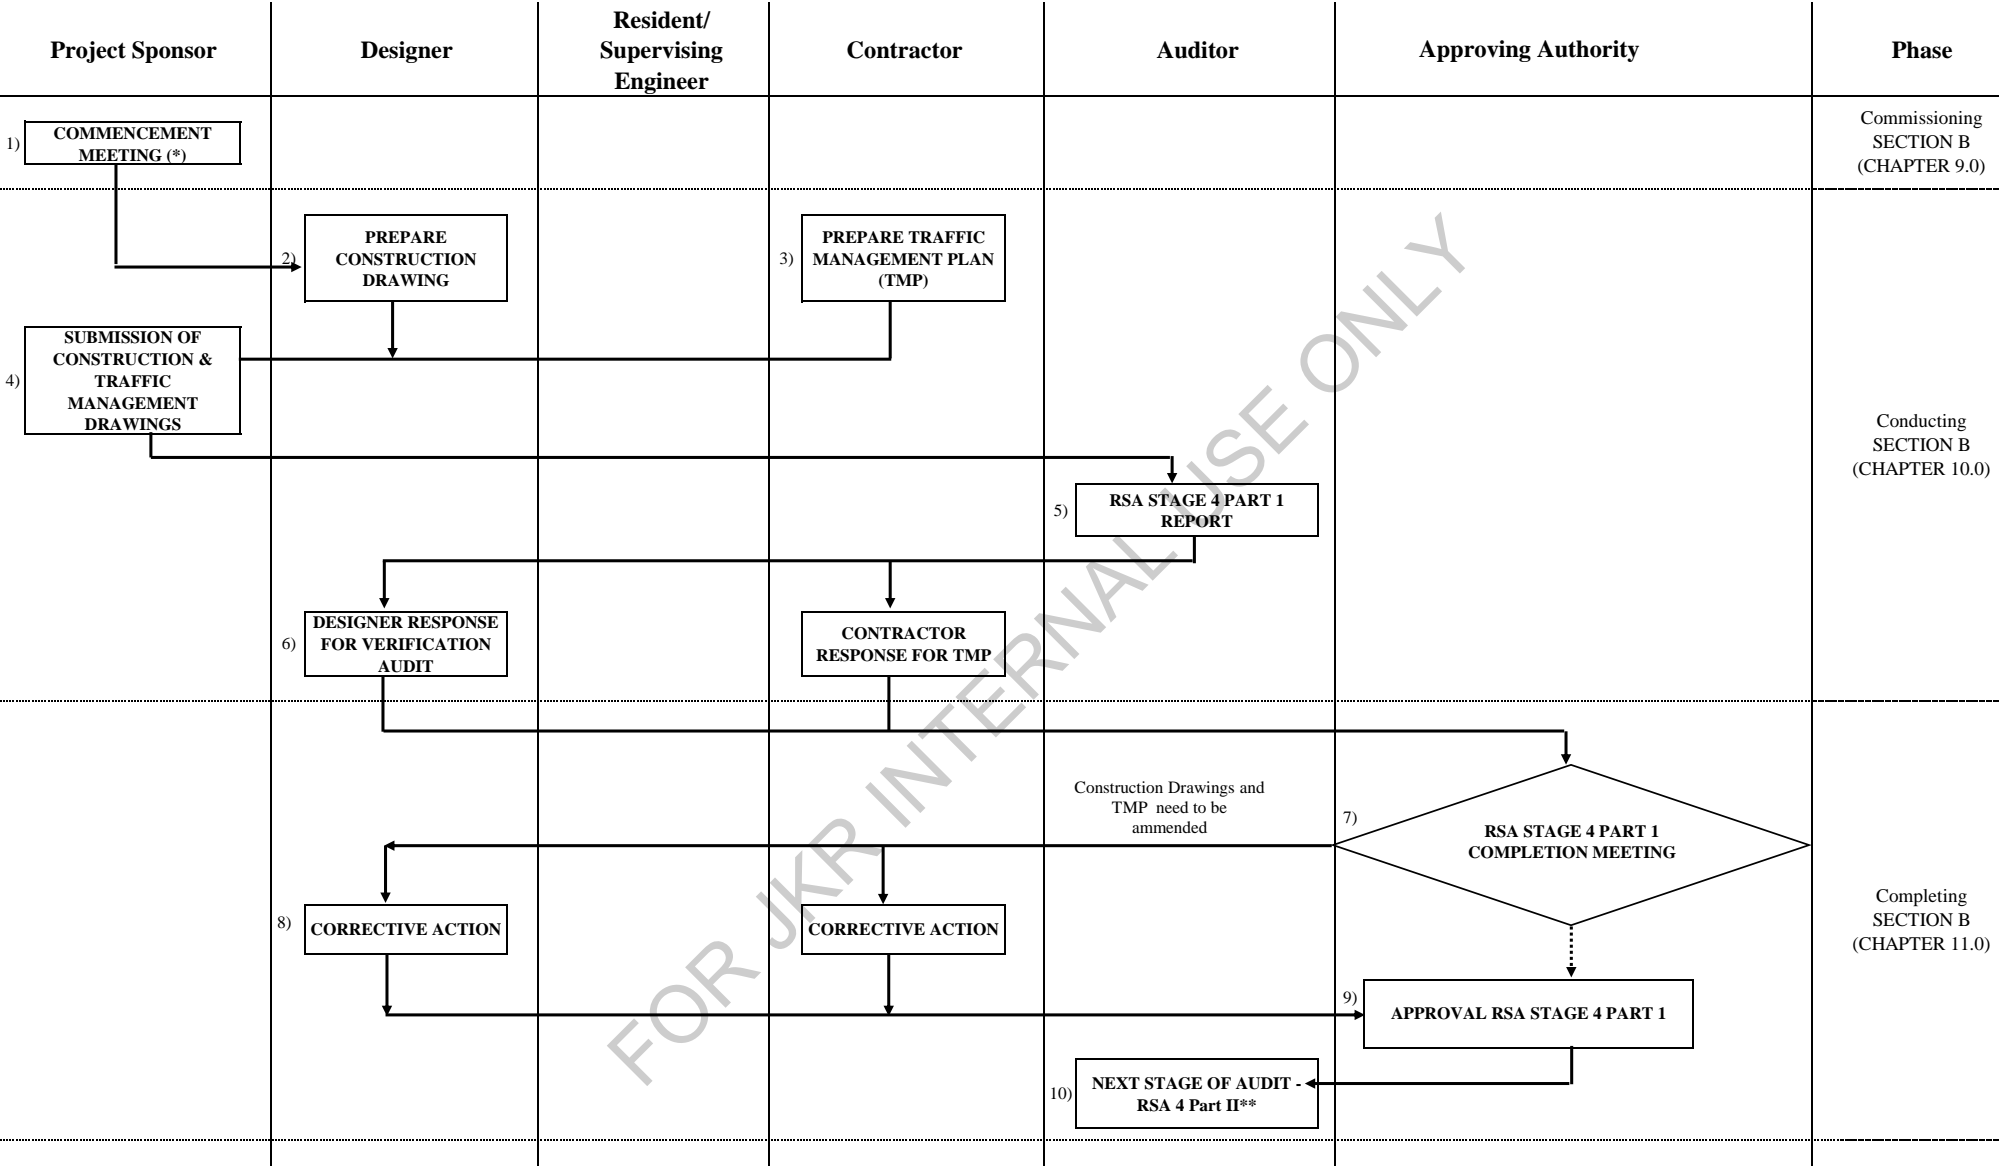 Project Sponsor
Designer
Resident/
Supervising
Engineer
Contractor
Auditor
Approving Authority
Phase
1)
COMMENCEMENT
MEETING (*)
Commissioning
SECTION B
(CHAPTER 9.0)
2)
PREPARE
CONSTRUCTION
DRAWING
3)
PREPARE TRAFFIC
MANAGEMENT PLAN
(TMP)
4)
SUBMISSION OF
CONSTRUCTION &
TRAFFIC
MANAGEMENT
DRAWINGS
Conducting
SECTION B
(CHAPTER 10.0)
5)
RSA STAGE 4 PART 1
REPORT
6)
DESIGNER RESPONSE
FOR VERIFICATION
AUDIT
CONTRACTOR
RESPONSE FOR TMP
Construction Drawings and
TMP need to be
ammended
7)
RSA STAGE 4 PART 1
COMPLETION MEETING
8)
CORRECTIVE ACTION
CORRECTIVE ACTION
Completing
SECTION B
(CHAPTER 11.0)
9)
APPROVAL RSA STAGE 4 PART 1
10)
NEXT STAGE OF AUDIT -
RSA 4 Part II**
FOR JKR INTERNAL USE ONLY